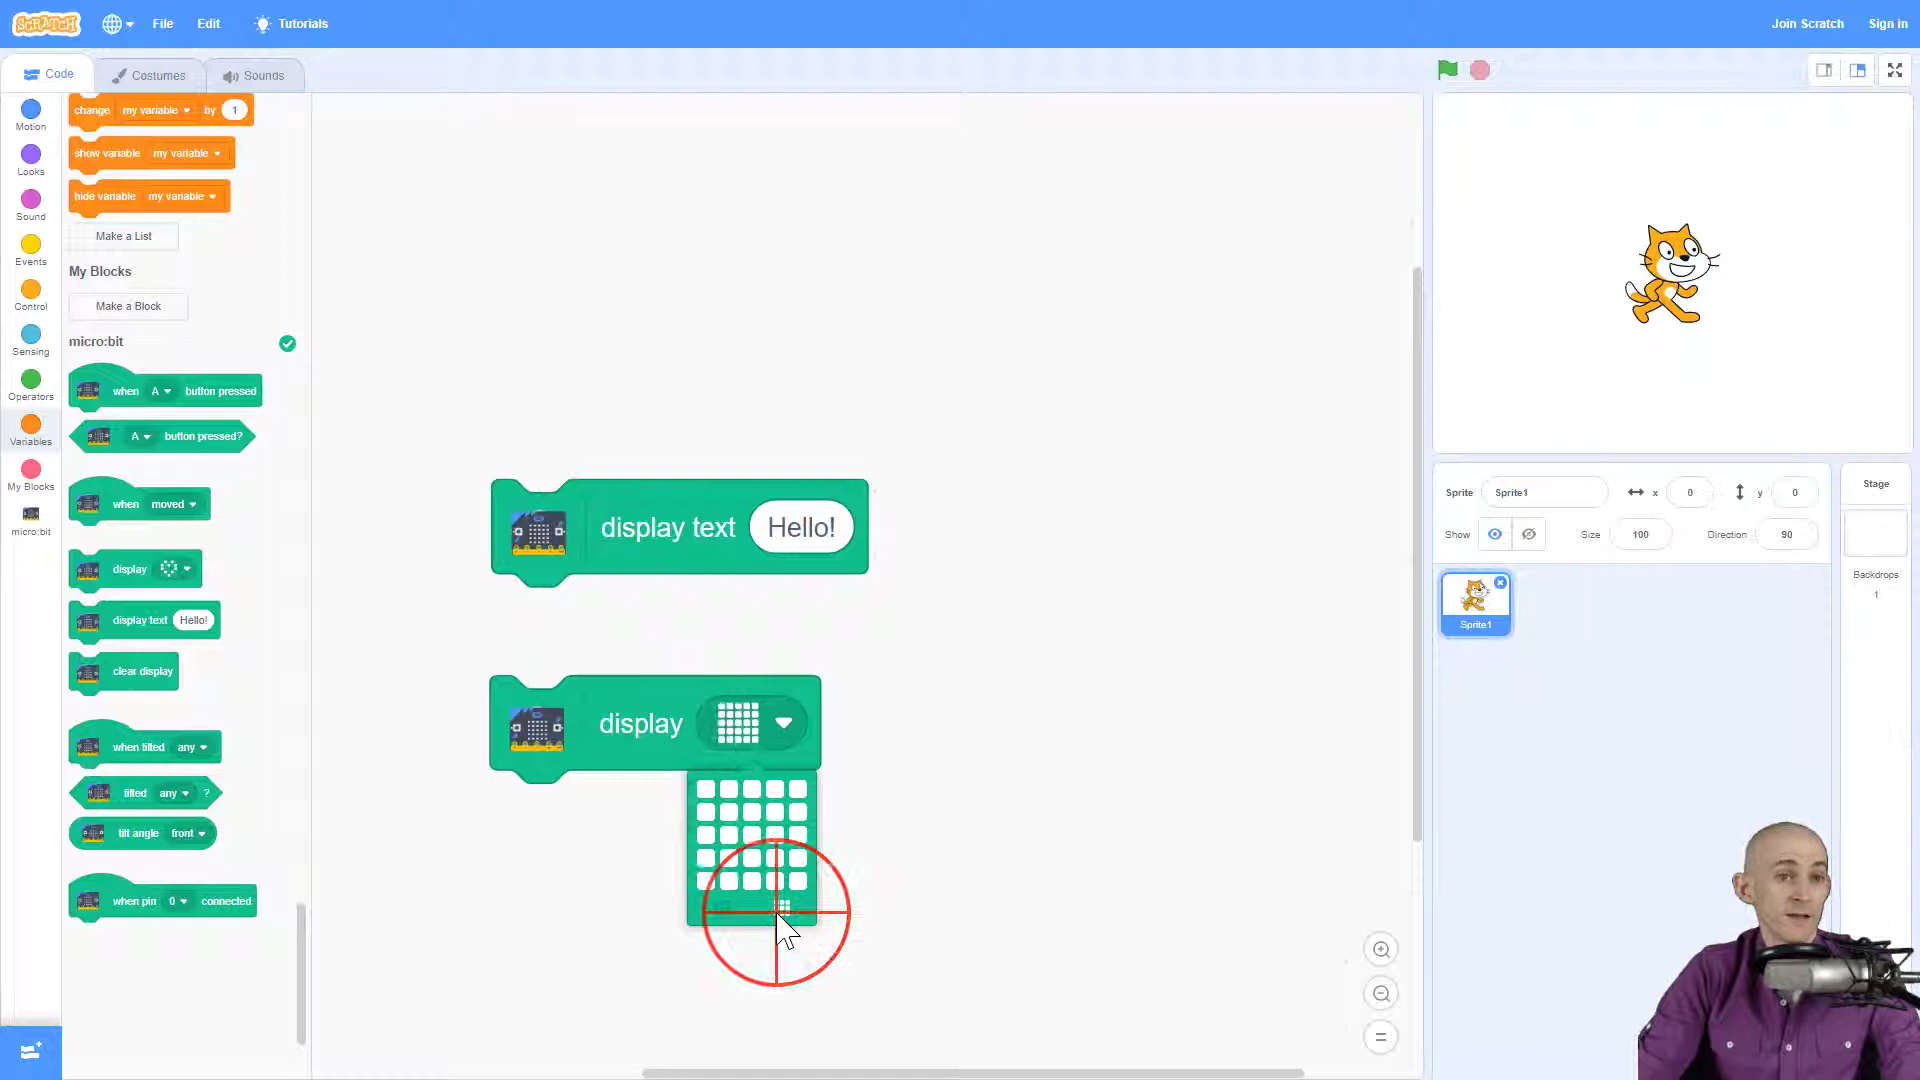 SCRATCH
File
Edit
Tutorials
Join Scratch
Sign in
Code
Costumes
Sounds
Motion
Looks
Sound
Events
Control
Sensing
Operators
Variables
My Blocks
micro:bit
change my variable by 1
show variable my variable
hide variable my variable
Make a List
My Blocks
Make a Block
micro:bit
when A button pressed
A button pressed?
when moved
display
display text Hello!
clear display
when tilted any
tilted any ?
tilt angle front
when pin 0 connected
display text Hello!
display
Sprite Sprite1 x 0 y 0
Show Size 100 Direction 90
Sprite1
Stage
Backdrops
1